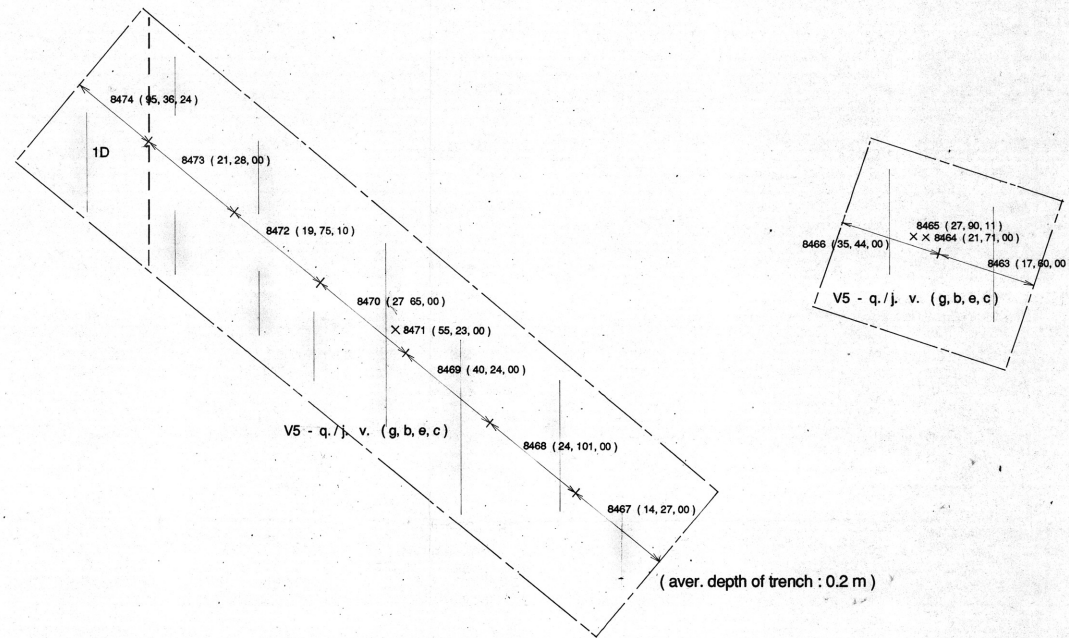 8474 ( 95, 36, 24 )
1D
8473 ( 21, 28, 00 )
8472 ( 19, 75, 10 )
8470 ( 27 65, 00 )
8471 ( 55, 23, 00 )
8469 ( 40, 24, 00 )
V5 - q. / j. v. ( g, b, e, c )
8468 ( 24, 101, 00 )
8467 ( 14, 27, 00 )
( aver. depth of trench : 0.2 m )
8465 ( 27, 90, 11 )
8464 ( 21, 71, 00 )
8466 ( 35, 44, 00 )
8463 ( 17, 60, 00
V5 - q. / j. v. ( g, b, e, c )